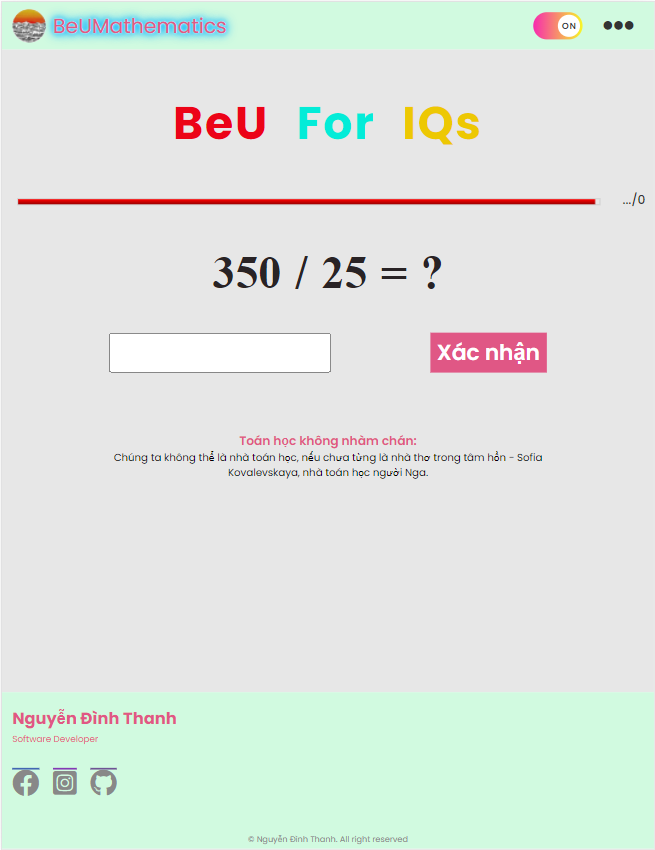 BeUMathematics
ON
BeU For IQs
.../0
350 / 25 = ?
Xác nhận
Toán học không nhàm chán:
Chúng ta không thể là nhà toán học, nếu chưa từng là nhà thơ trong tâm hồn - Sofia
Kovalevskaya, nhà toán học người Nga.
Nguyễn Đình Thanh
Software Developer
© Nguyễn Đình Thanh. All right reserved